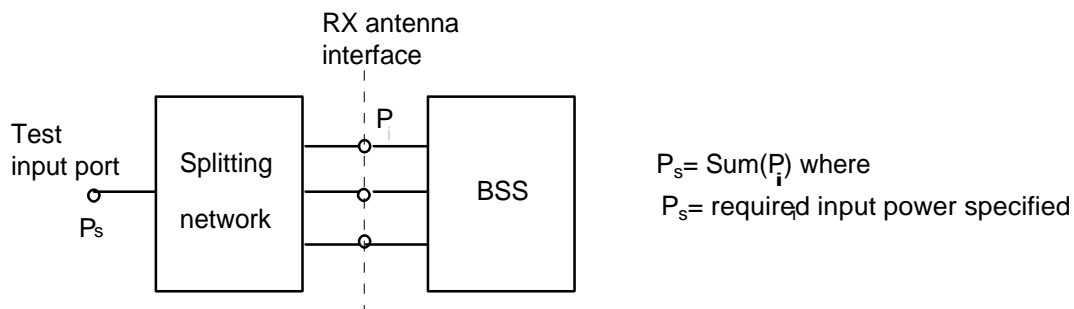 RX antenna
interface
Test
input port
Ps
Splitting
network
Pi
BSS
Ps= Sum(Pi) where
Ps= required input power specified